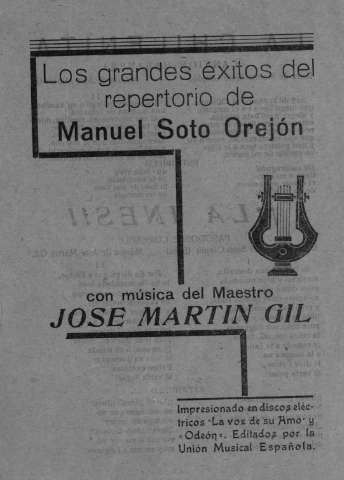 Los grandes éxitos del
repertorio de
Manuel Soto Orejón
con música del Maestro
JOSE MARTIN GIL
Impresionado en discos eléc-
tricos «La voz de su Amo» y
«Odeón». Editados por la
Unión Musical Española.